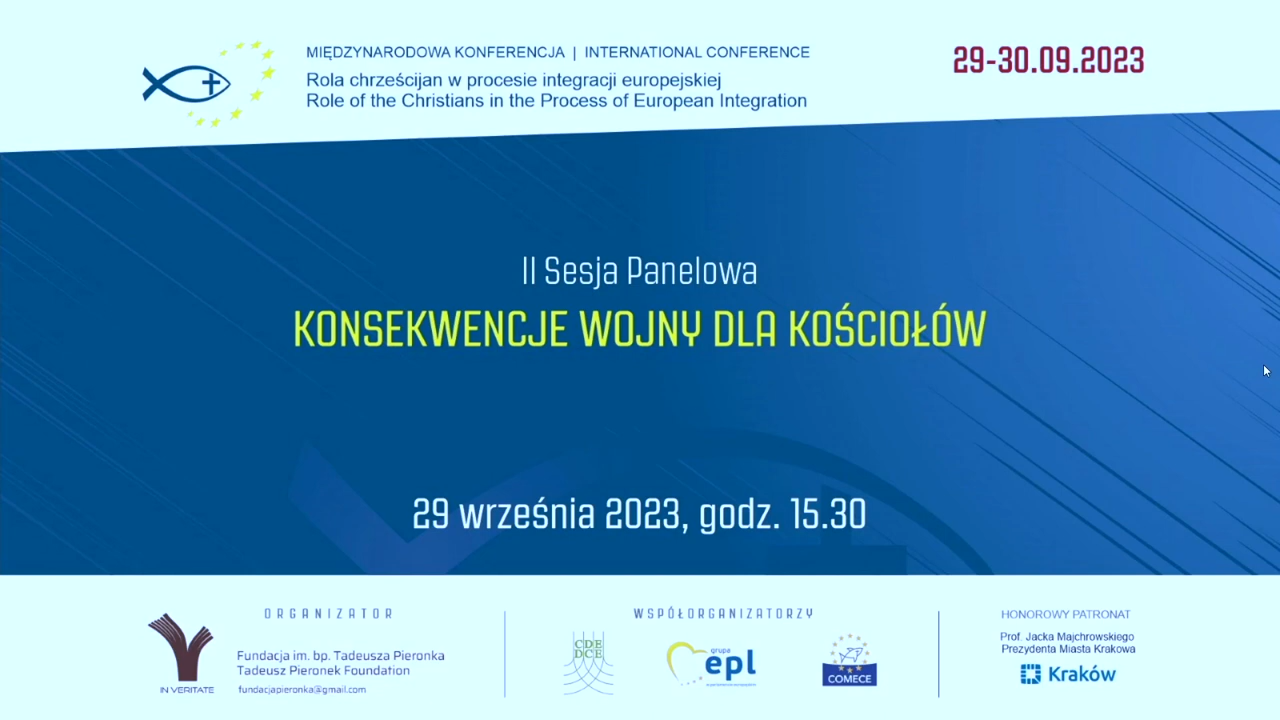 MIĘDZYNARODOWA KONFERENCJA | INTERNATIONAL CONFERENCE
Rola chrześcijan w procesie integracji europejskiej
Role of the Christians in the Process of European Integration
29-30.09.2023
II Sesja Panelowa
KONSEKWENCJE WOJNY DLA KOŚCIOŁÓW
29 września 2023, godz. 15.30
ORGANIZATOR
IN VERITATE
Fundacja im. bp. Tadeusza Pieronka
Tadeusz Pieronek Foundation
fundacjapieronka@gmail.com
WSPÓŁORGANIZATORZY
CDE
DCE
grupa
epl
COMECE
HONOROWY PATRONAT
Prof. Jacka Majchrowskiego
Prezydenta Miasta Krakowa
Kraków